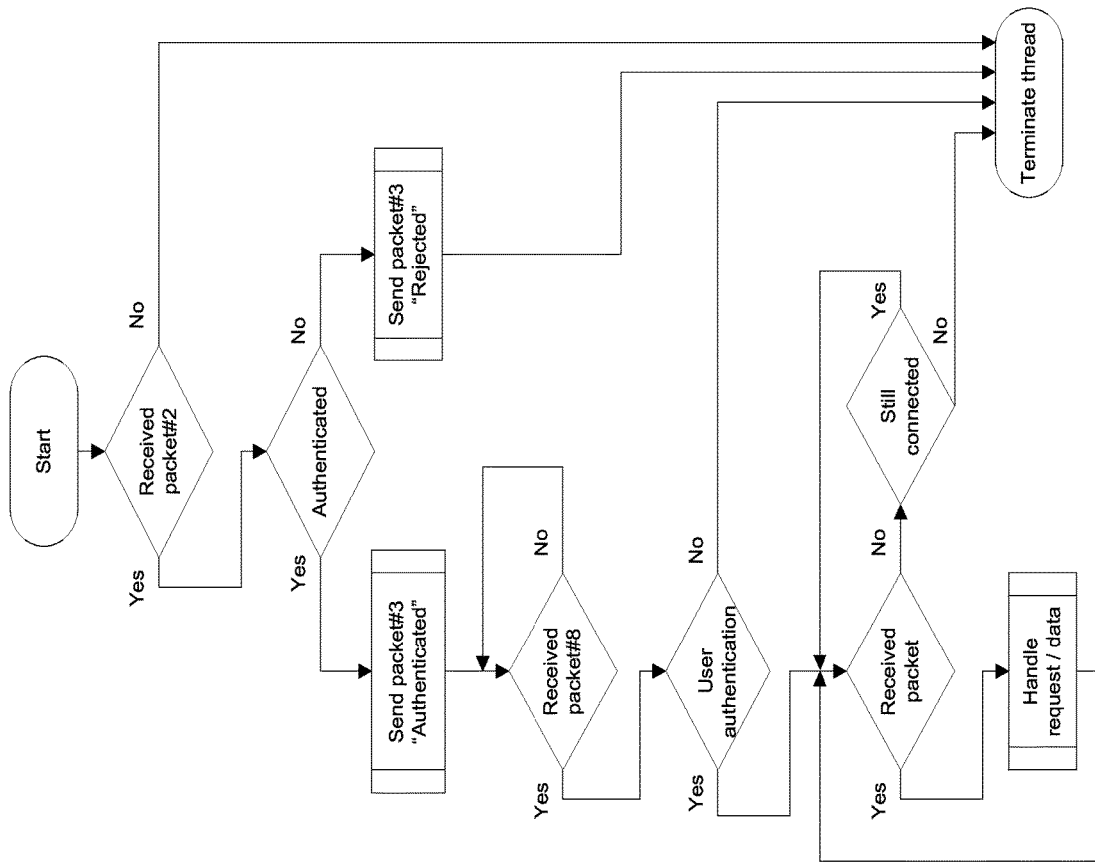 Start
Received
packet#2
Yes
No
Authenticated
Yes
No
Send packet#3
“Authenticated”
Send packet#3
“Rejected”
Received
packet#8
Yes
No
User
authentication
Yes
No
Received
packet
Yes
No
Still
connected
Yes
No
Handle
request / data
Terminate thread